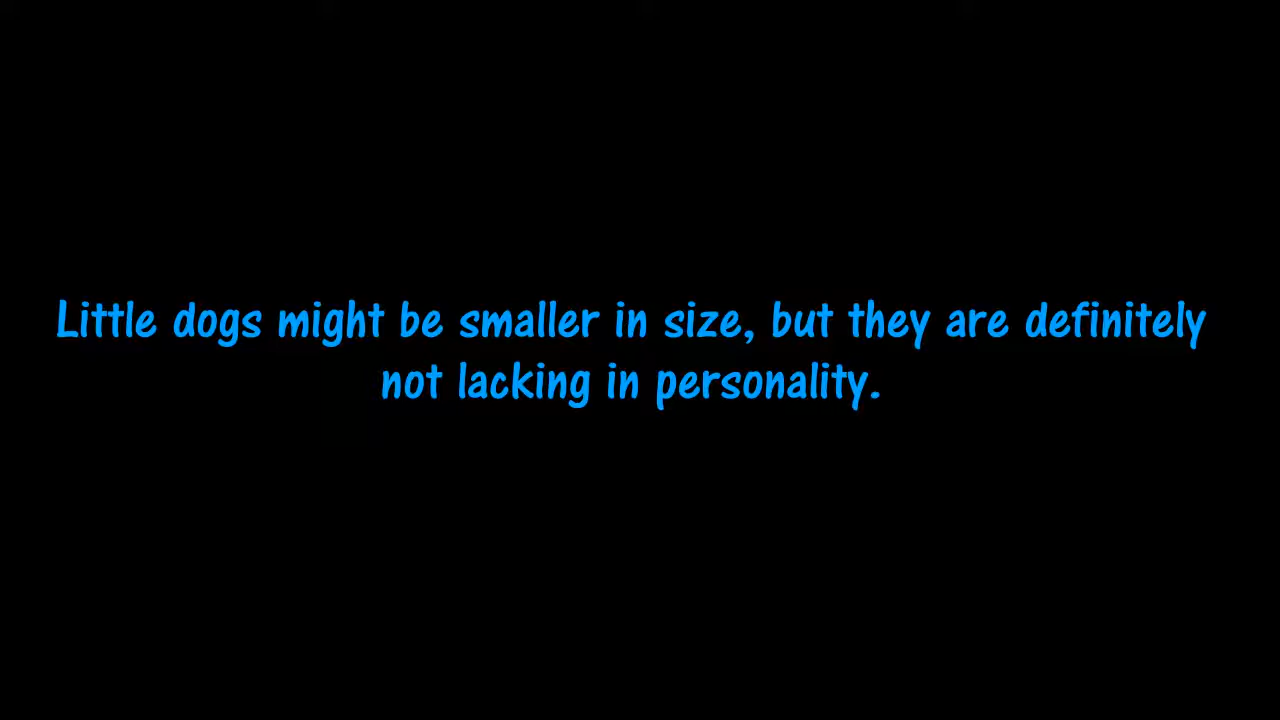 Little dogs might be smaller in size, but they are definitely
not lacking in personality.